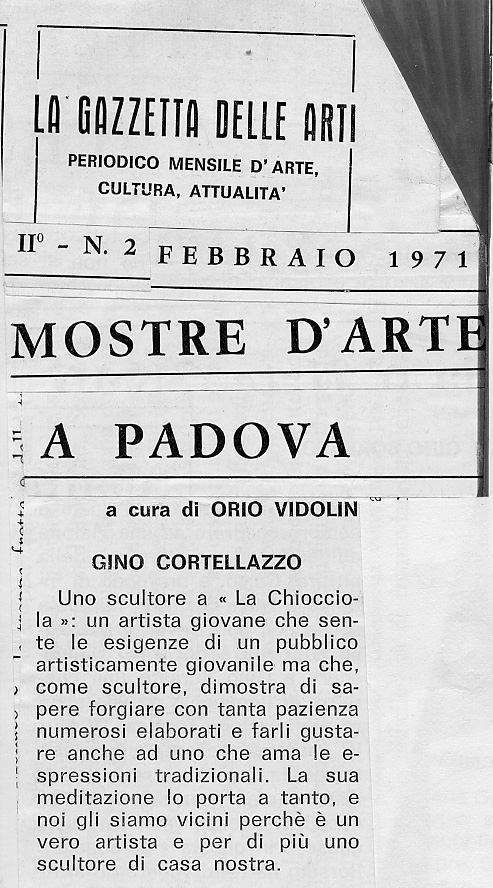 LA GAZZETTA DELLE ARTI
PERIODICO MENSILE D'ARTE,
CULTURA, ATTUALITA'
IIº - N. 2 FEBBRAIO 1971
MOSTRE D'ARTE
A PADOVA
a cura di ORIO VIDOLIN
GINO CORTELLAZZO
Uno scultore a « La Chioccio-
la »: un artista giovane che sen-
te le esigenze di un pubblico
artisticamente giovanile ma che,
come scultore, dimostra di sa-
pere forgiare con tanta pazienza
numerosi elaborati e farli gusta-
re anche ad uno che ama le e-
spressioni tradizionali. La sua
meditazione lo porta a tanto, e
noi gli siamo vicini perchè è un
vero artista e per di più uno
scultore di casa nostra.